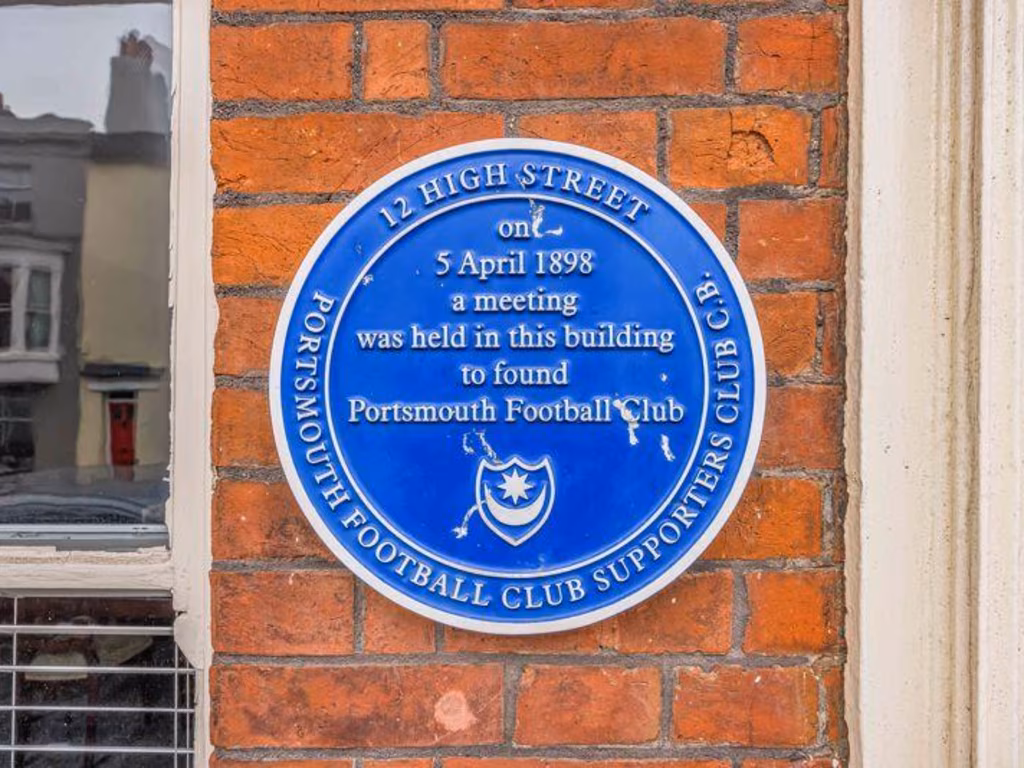 12 HIGH STREET
on
5 April 1898
a meeting
was held in this building
to found
Portsmouth Football Club
PORTSMOUTH FOOTBALL CLUB SUPPORTERS CLUB C.B.